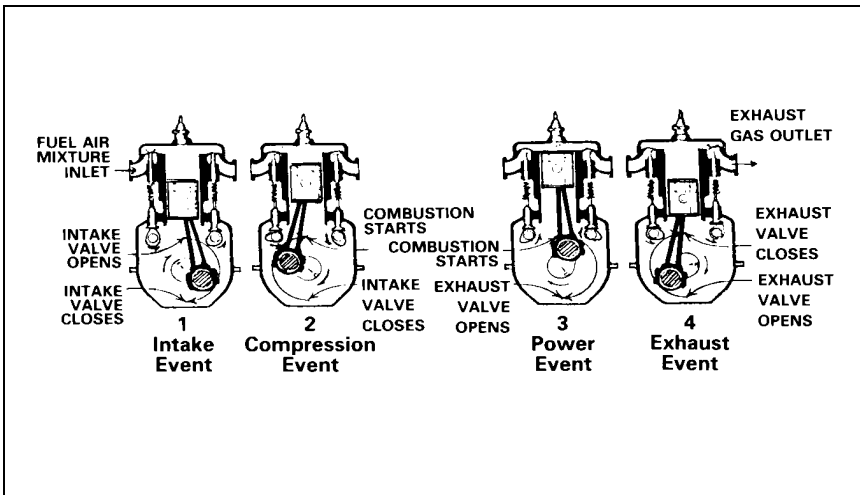 FUEL AIR
MIXTURE
INLET
INTAKE
VALVE
OPENS
INTAKE
VALVE
CLOSES
1
Intake
Event
COMBUSTION
STARTS
INTAKE
VALVE
CLOSES
2
Compression
Event
COMBUSTION
STARTS
EXHAUST
VALVE
OPENS
3
Power
Event
EXHAUST
GAS OUTLET
EXHAUST
VALVE
CLOSES
EXHAUST
VALVE
OPENS
4
Exhaust
Event